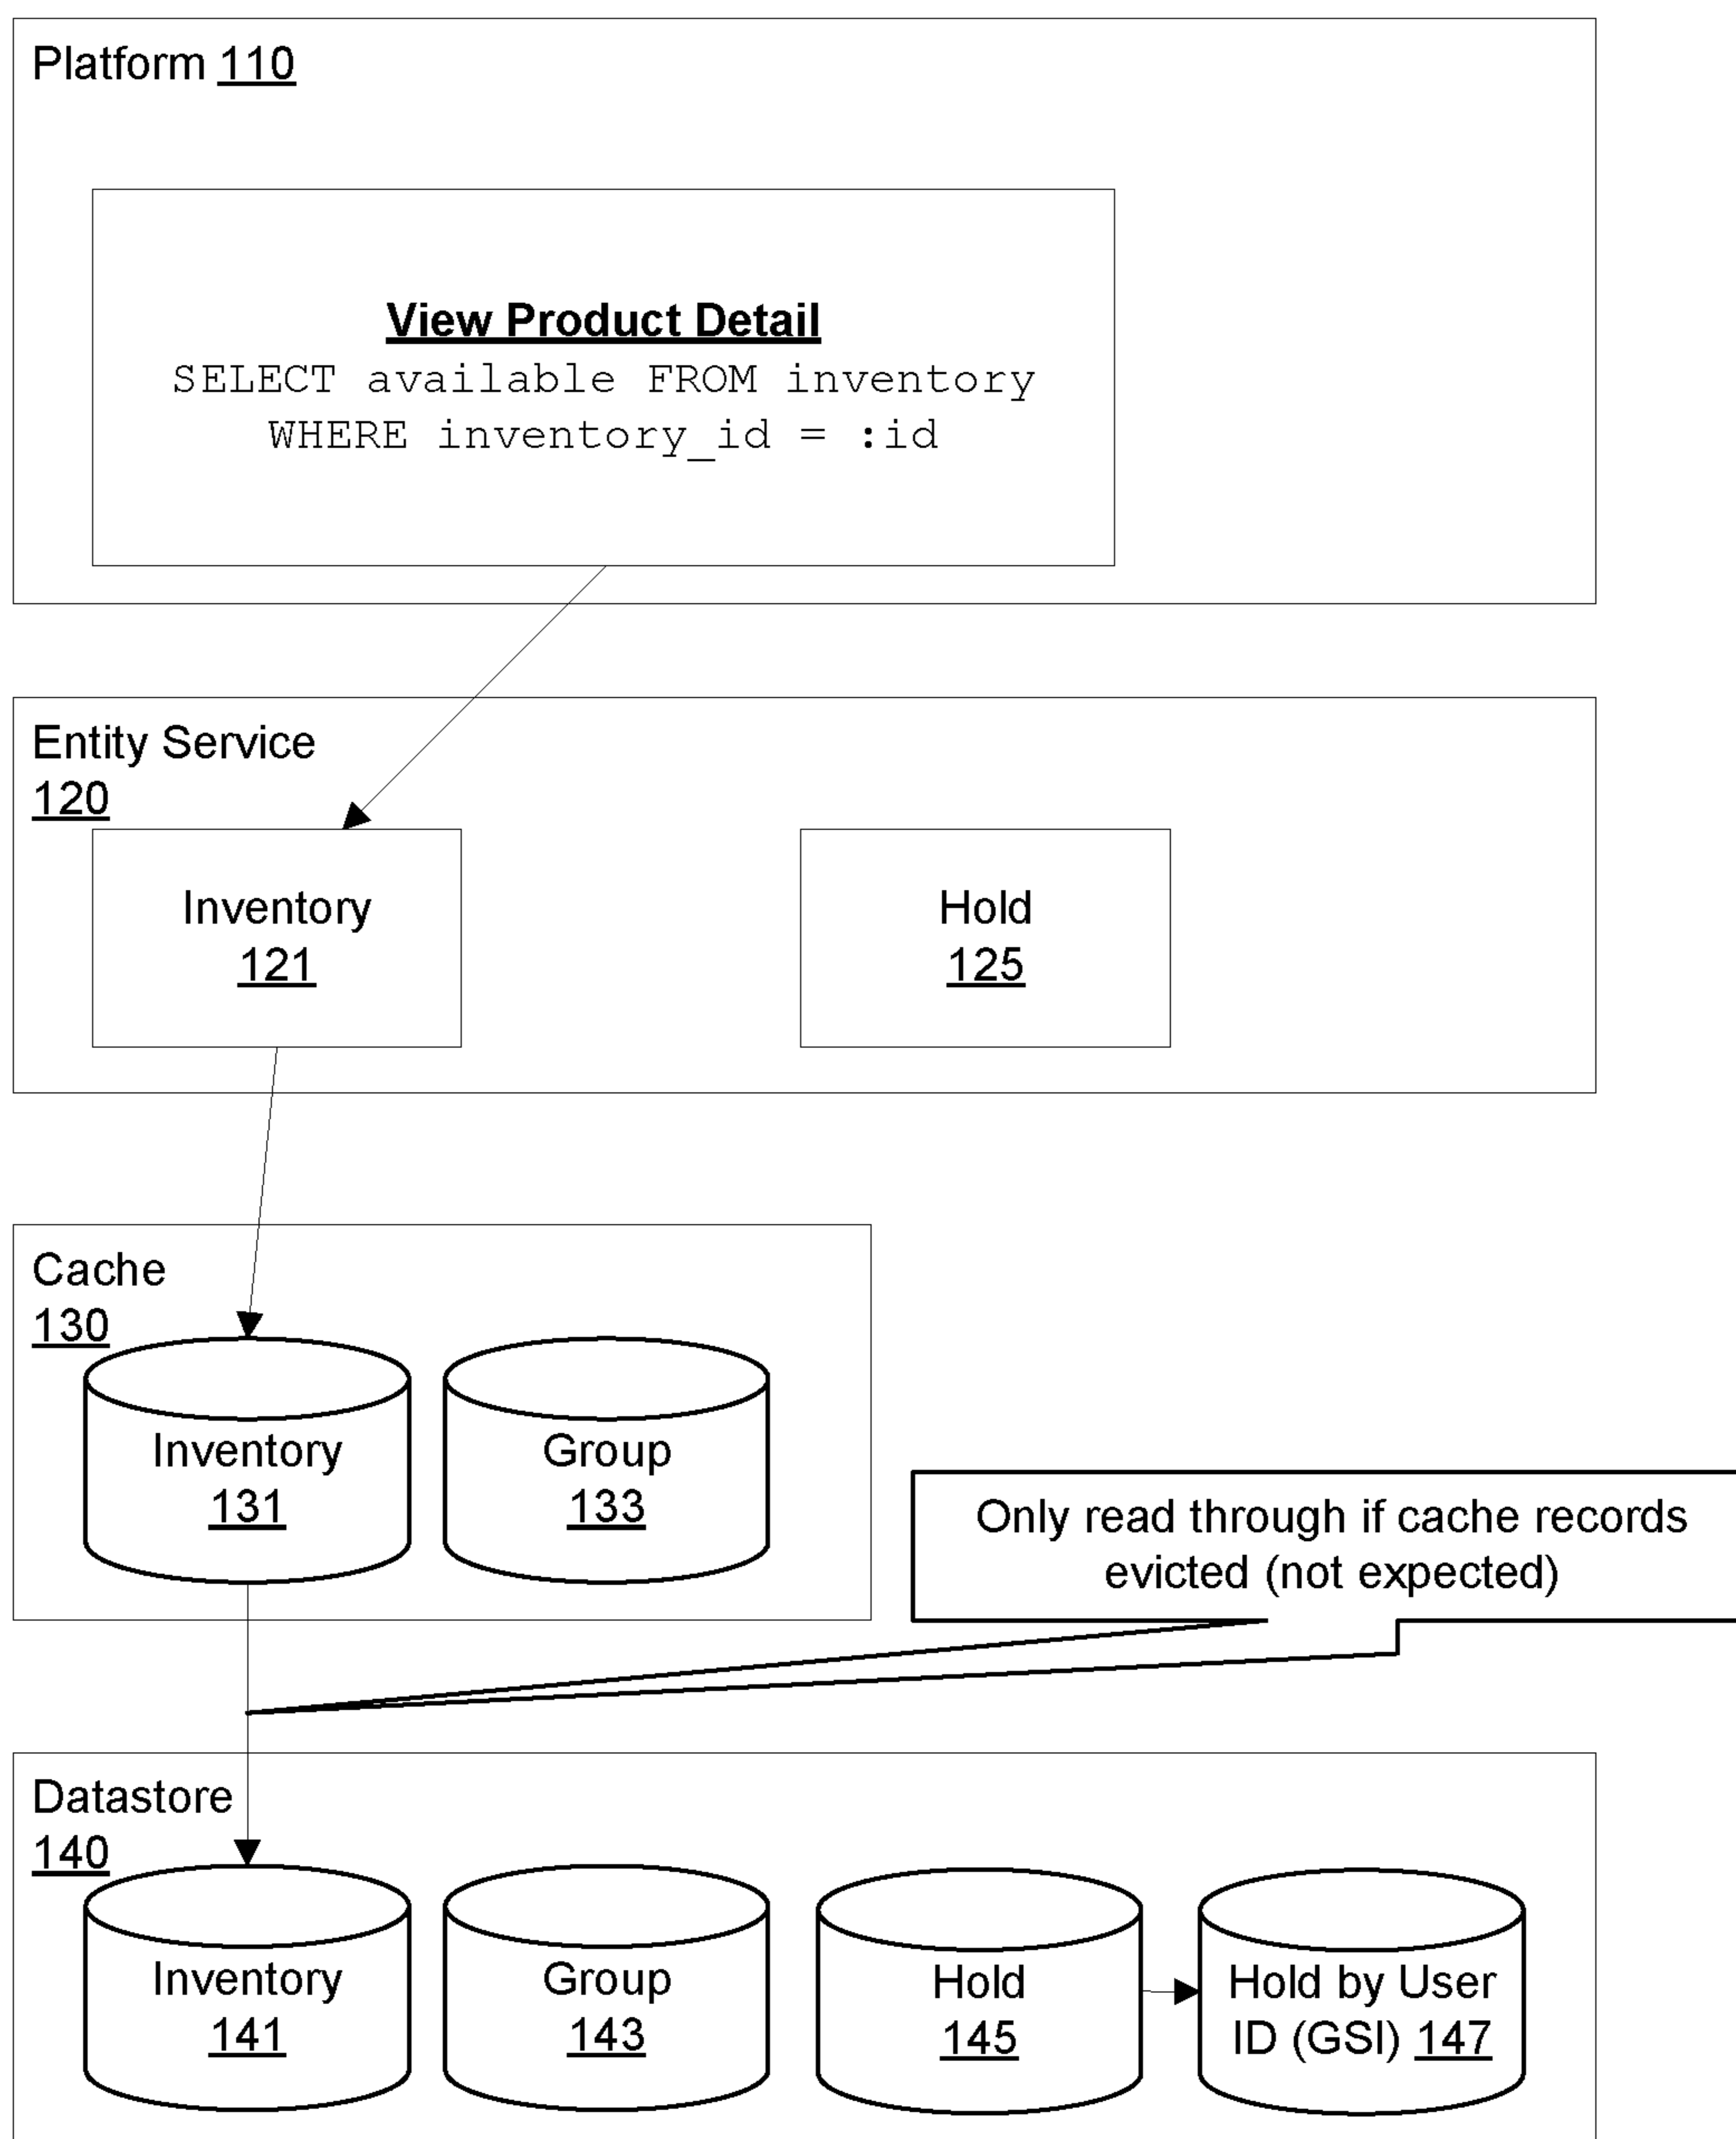 Platform 110
View Product Detail
SELECT available FROM inventory
WHERE inventory_id = :id
Entity Service
120
Inventory
121
Hold
125
Cache
130
Inventory
131
Group
133
Only read through if cache records
evicted (not expected)
Datastore
140
Inventory
141
Group
143
Hold
145
Hold by User
ID (GSI) 147